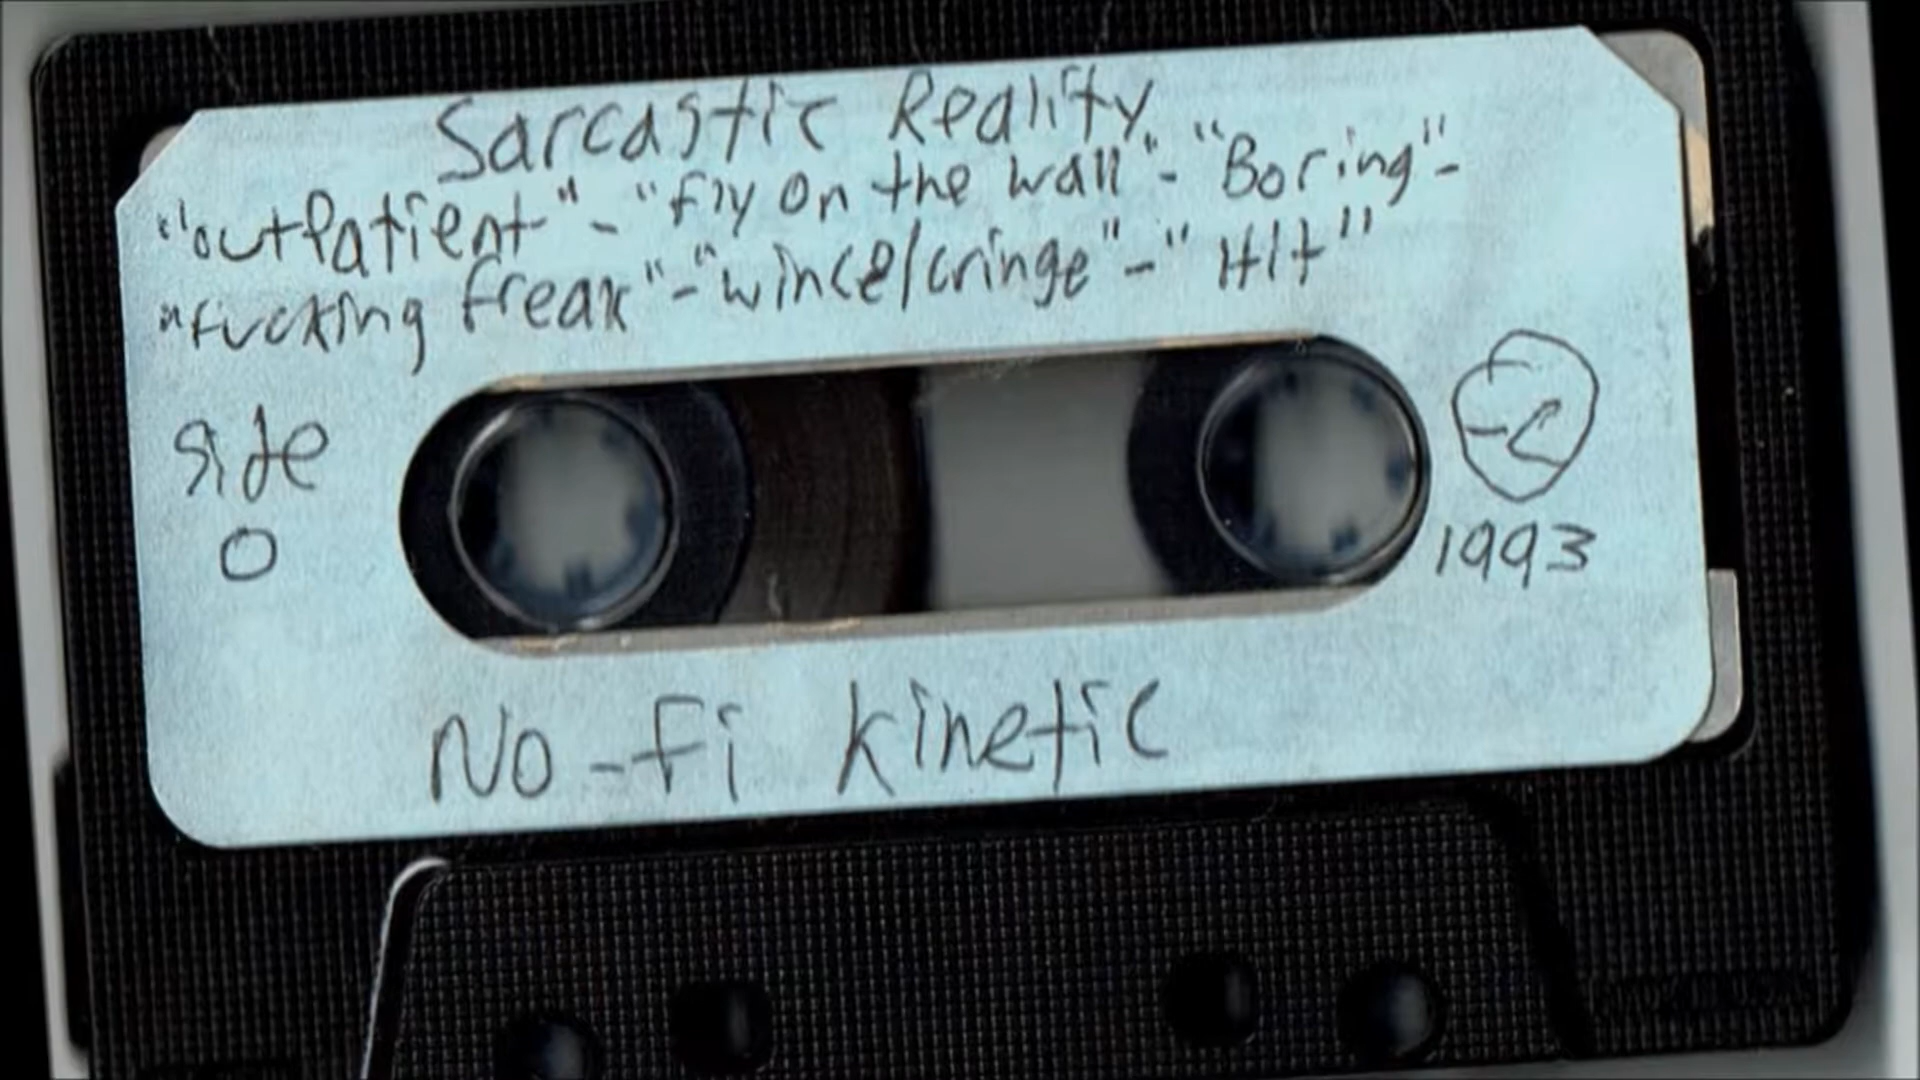 Sarcastic Reality
"outpatient" - "fly on the wall" - "Boring" -
"fucking freak" - "wince/cringe" - "Hit"
side
0
1993
No-fi kinetic